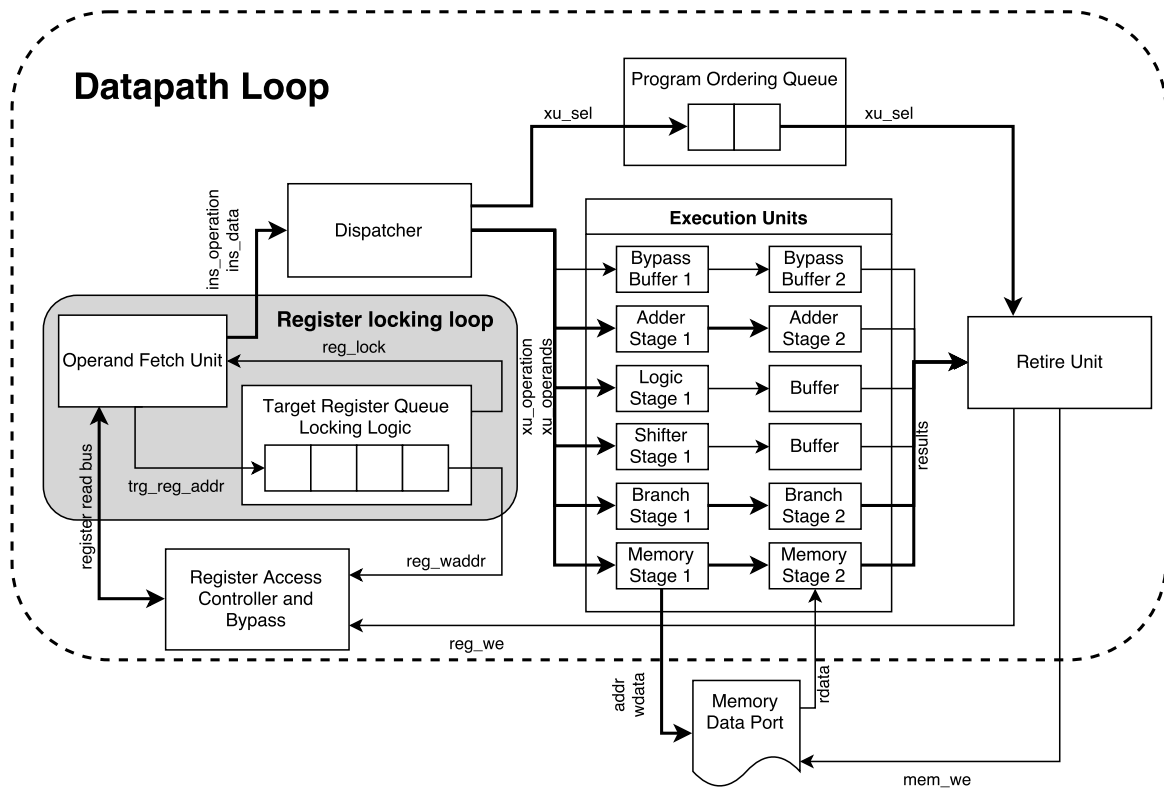 Datapath Loop
Program Ordering Queue
xu_sel
xu_sel
ins_operation
ins_data
Dispatcher
Execution Units
Bypass
Buffer 1
Bypass
Buffer 2
Adder
Stage 1
Adder
Stage 2
Logic
Stage 1
Buffer
Shifter
Stage 1
Buffer
Branch
Stage 1
Branch
Stage 2
Memory
Stage 1
Memory
Stage 2
xu_operation
xu_operands
results
Retire Unit
Register locking loop
Operand Fetch Unit
reg_lock
Target Register Queue
Locking Logic
trg_reg_addr
register read bus
reg_waddr
Register Access
Controller and
Bypass
reg_we
addr
wdata
rdata
Memory
Data Port
mem_we